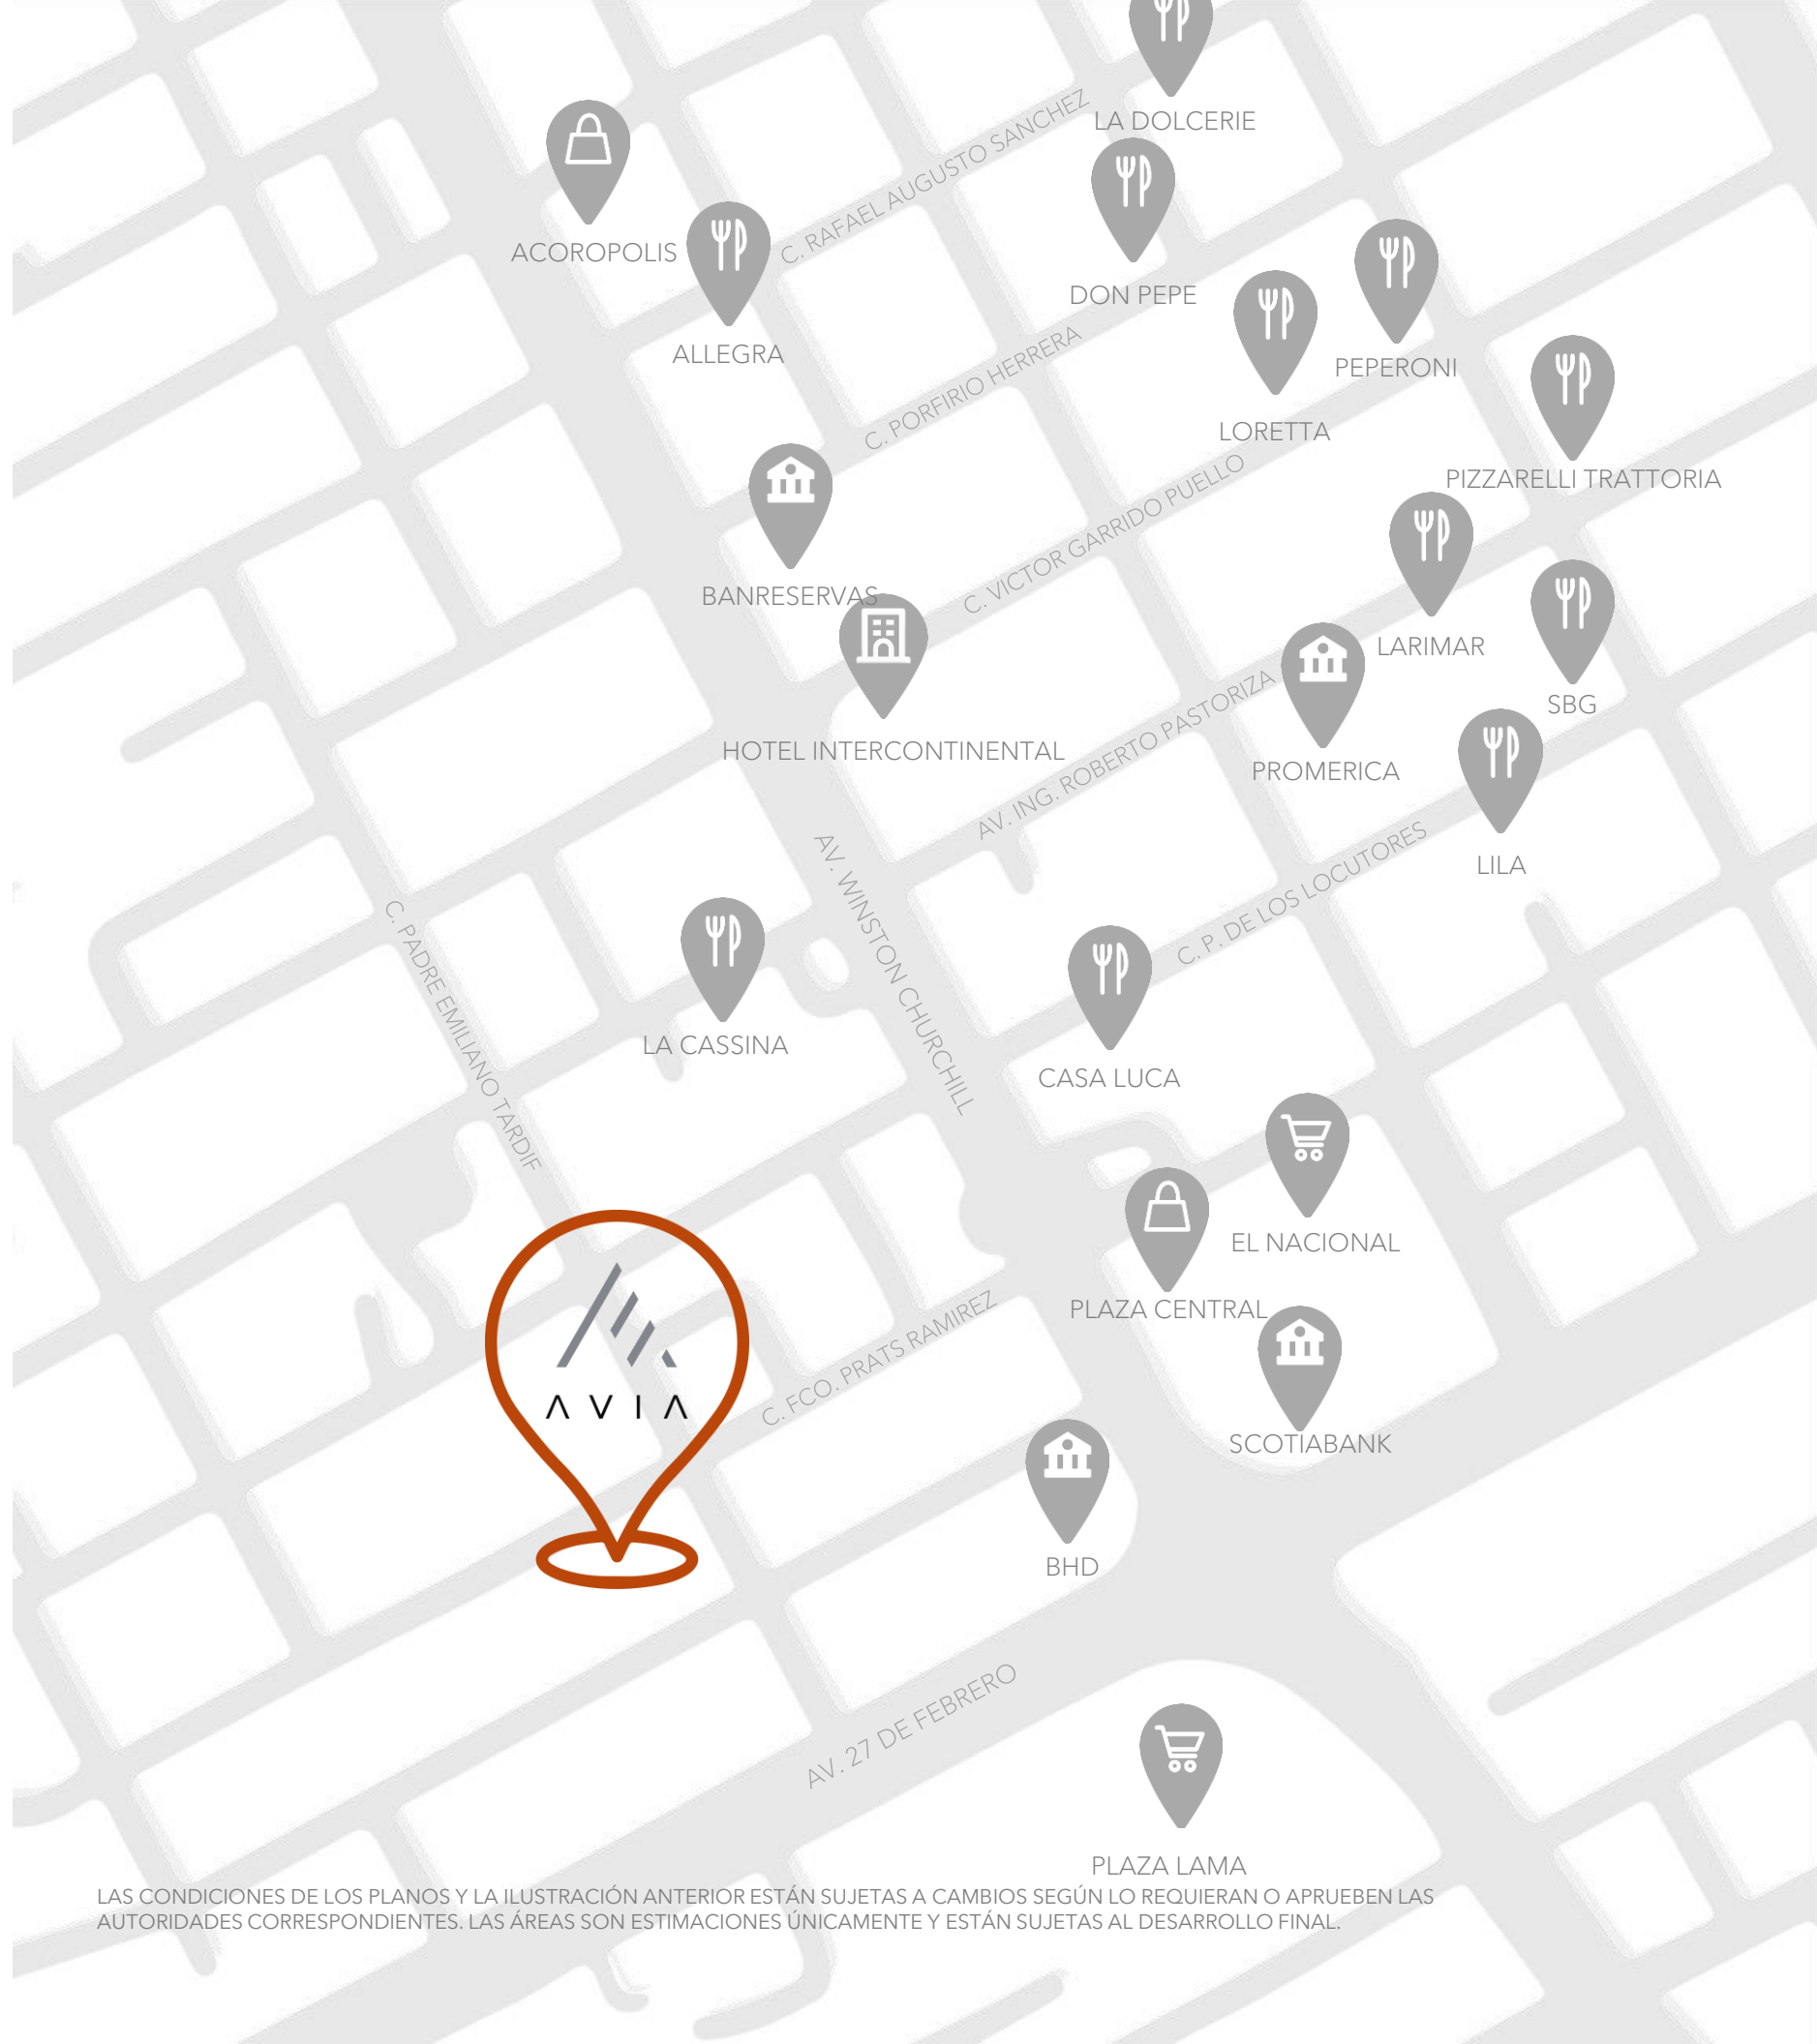 LA DOLCERIE
C. RAFAEL AUGUSTO SANCHEZ
ACOROPOLIS
DON PEPE
ALLEGRA
PEPERONI
C. PORFIRIO HERRERA
LORETTA
PIZZARELLI TRATTORIA
C. VICTOR GARRIDO PUELLO
BANRESERVAS
LARIMAR
SBG
HOTEL INTERCONTINENTAL
AV. ING. ROBERTO PASTORIZA
PROMERICA
LILA
C. P. DE LOS LOCUTORES
AV. WINSTON CHURCHILL
C. PADRE EMILIANO TARDIF
LA CASSINA
CASA LUCA
EL NACIONAL
PLAZA CENTRAL
C. FCO. PRATS RAMIREZ
AVIA
SCOTIABANK
BHD
AV. 27 DE FEBRERO
PLAZA LAMA
LAS CONDICIONES DE LOS PLANOS Y LA ILUSTRACIÓN ANTERIOR ESTÁN SUJETAS A CAMBIOS SEGÚN LO REQUIERAN O APRUEBEN LAS
AUTORIDADES CORRESPONDIENTES. LAS ÁREAS SON ESTIMACIONES ÚNICAMENTE Y ESTÁN SUJETAS AL DESARROLLO FINAL.